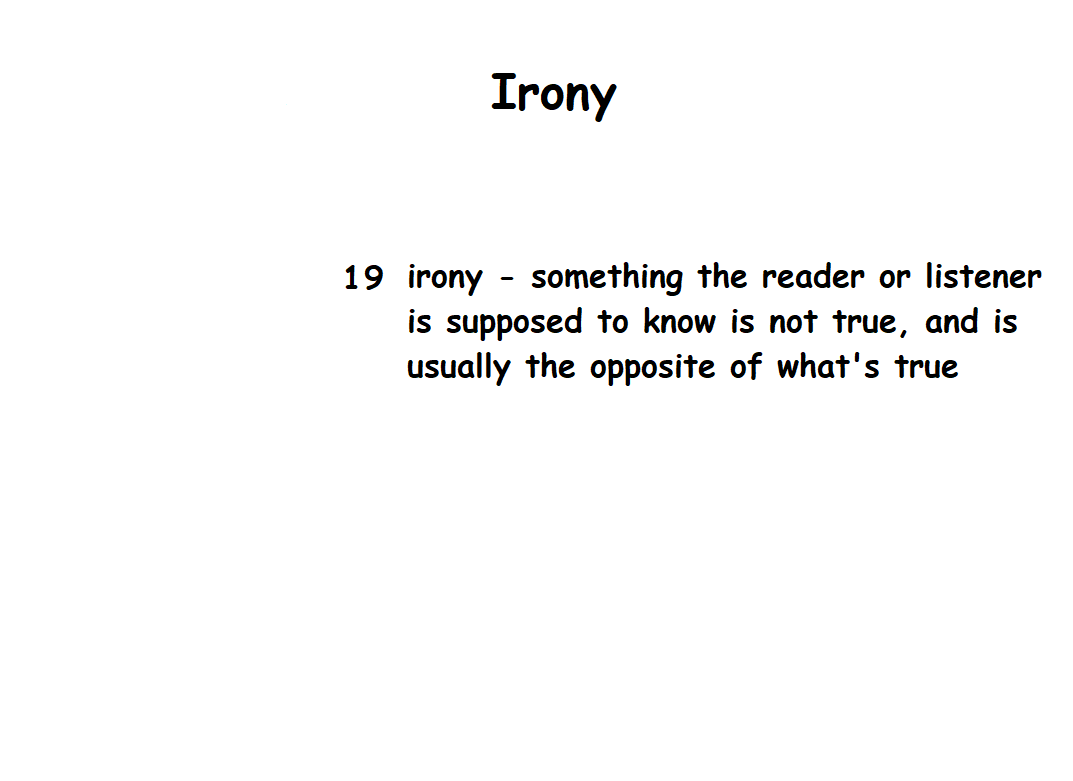 Irony
19 irony - something the reader or listener
is supposed to know is not true, and is
usually the opposite of what's true